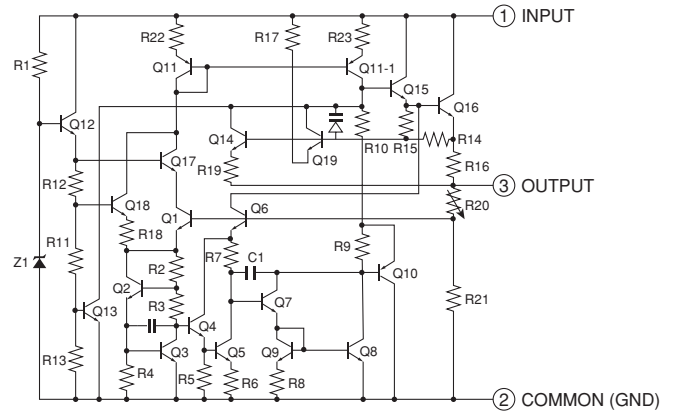 1 INPUT
R22 R17 R23
R1 Q11 Q11-1 Q15
Q12 Q16
Q14 R10 R15 R14
Q17 Q19 R16
R12 R19
3 OUTPUT
Q18 Q1 Q6 R20
R18
R11 R7 C1 R9
Z1 R2 Q10
Q2 Q7 R21
R3
Q13 Q4
Q3 Q5 Q9 Q8
R13 R4 R5 R6 R8
2 COMMON (GND)